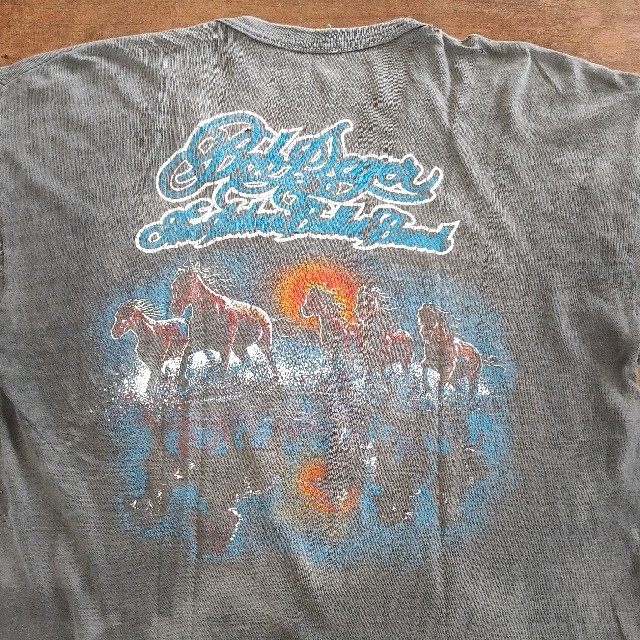 Bob Seger
The Silver Bullet Band